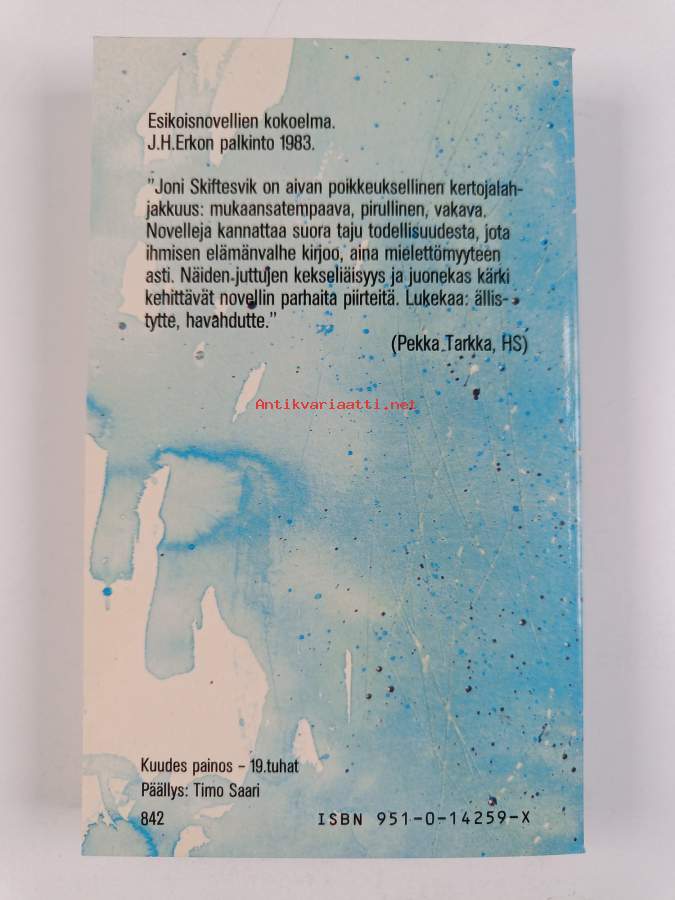 Esikoisnovellien kokoelma.
J.H.Erkon palkinto 1983.
"Joni Skiftesvik on aivan poikkeuksellinen kertojalah-
jakkuus: mukaansatempaava, pirullinen, vakava.
Novelleja kannattaa suora taju todellisuudesta, jota
ihmisen elämänvalhe kirjoo, aina mielettömyyteen
asti. Näiden juttujen kekseliäisyys ja juonekas kärki
kehittävät novellin parhaita piirteitä. Lukekaa: ällis-
tytte, havahdutte."
(Pekka Tarkka, HS)
Antikvariaatti.net
Kuudes painos – 19.tuhat
Päällys: Timo Saari
842 ISBN 951-0-14259-X